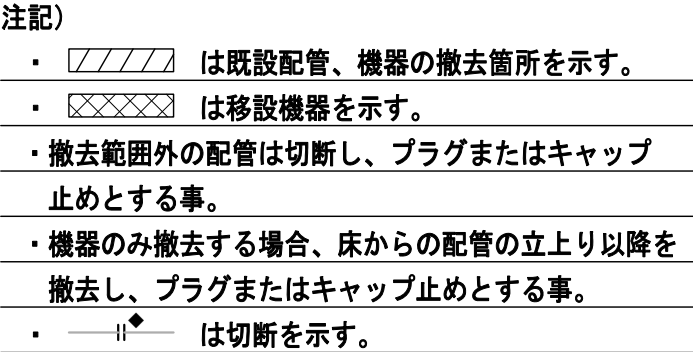 注記）
・ は既設配管、機器の撤去箇所を示す。
・ は移設機器を示す。
・撤去範囲外の配管は切断し、プラグまたはキャップ
止めとする事。
・機器のみ撤去する場合、床からの配管の立上り以降を
撤去し、プラグまたはキャップ止めとする事。
・ は切断を示す。